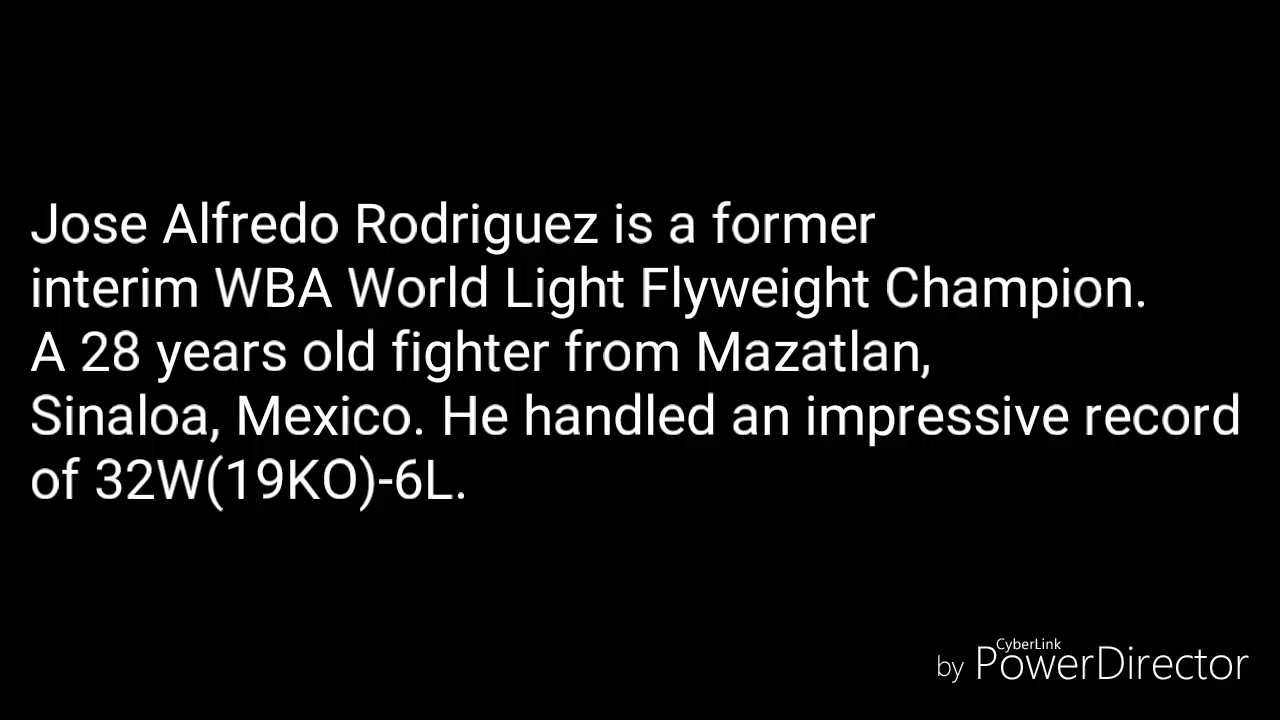 Jose Alfredo Rodriguez is a former
interim WBA World Light Flyweight Champion.
A 28 years old fighter from Mazatlan,
Sinaloa, Mexico. He handled an impressive record
of 32W(19KO)-6L.
CyberLink
by PowerDirector